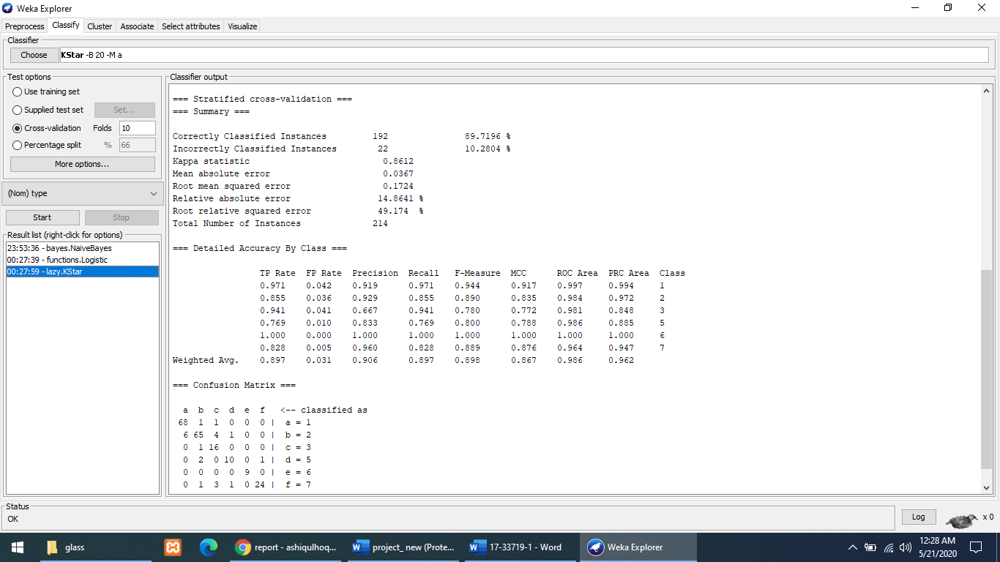 Weka Explorer
Preprocess Classify Cluster Associate Select attributes Visualize
Classifier
Choose KStar -B 20 -M a
Test options
Use training set
Supplied test set Set...
Cross-validation Folds 10
Percentage split % 66
More options...
(Nom) type
Start Stop
Result list (right-click for options)
23:53:36 - bayes.NaiveBayes
00:27:39 - functions.Logistic
00:27:59 - lazy.KStar
Classifier output
=== Stratified cross-validation ===
=== Summary ===
Correctly Classified Instances 192 89.7196 %
Incorrectly Classified Instances 22 10.2804 %
Kappa statistic 0.8612
Mean absolute error 0.0367
Root mean squared error 0.1724
Relative absolute error 14.8641 %
Root relative squared error 49.174 %
Total Number of Instances 214
=== Detailed Accuracy By Class ===
TP Rate FP Rate Precision Recall F-Measure MCC ROC Area PRC Area Class
0.971 0.042 0.919 0.971 0.944 0.917 0.997 0.994 1
0.855 0.036 0.929 0.855 0.890 0.835 0.984 0.972 2
0.941 0.041 0.667 0.941 0.780 0.772 0.981 0.848 3
0.769 0.010 0.833 0.769 0.800 0.788 0.986 0.885 5
1.000 0.000 1.000 1.000 1.000 1.000 1.000 1.000 6
0.828 0.005 0.960 0.828 0.889 0.876 0.964 0.947 7
Weighted Avg. 0.897 0.031 0.906 0.897 0.898 0.867 0.986 0.962
=== Confusion Matrix ===
a b c d e f <-- classified as
68 1 1 0 0 0 | a = 1
6 65 4 1 0 0 | b = 2
0 1 16 0 0 0 | c = 3
0 2 0 10 0 1 | d = 5
0 0 0 0 9 0 | e = 6
0 1 3 1 0 24 | f = 7
Status
OK
Log x 0
glass
report - ashiqulhoq...
project_ new (Prote...
17-33719-1 - Word
Weka Explorer
12:28 AM
5/21/2020